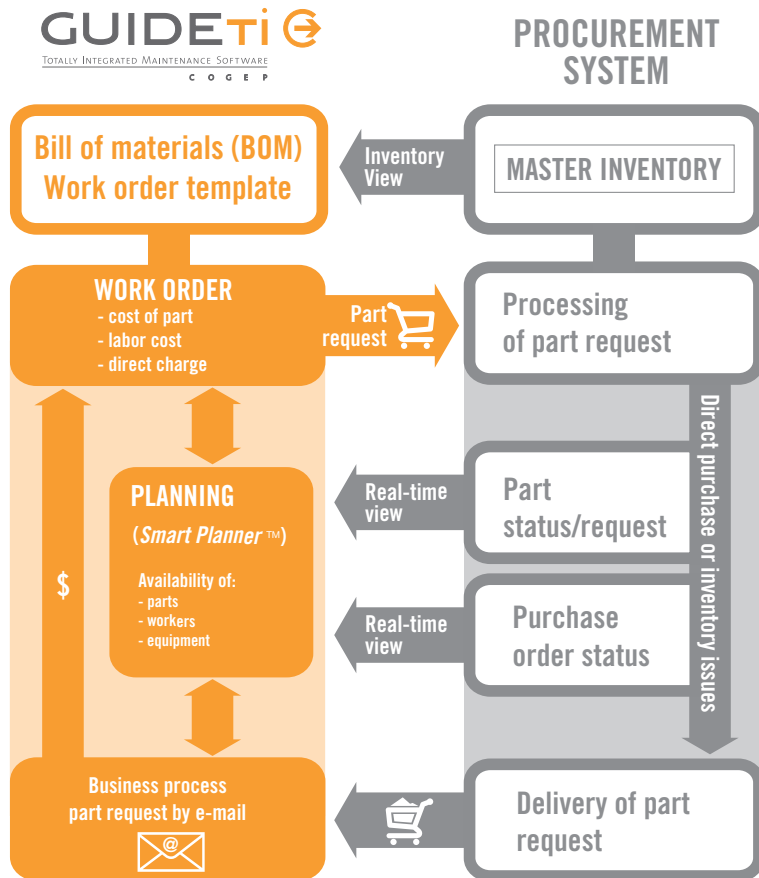 GUIDETi
TOTALLY INTEGRATED MAINTENANCE SOFTWARE
COGEP
PROCUREMENT
SYSTEM
Bill of materials (BOM)
Work order template
Inventory
View
MASTER INVENTORY
WORK ORDER
- cost of part
- labor cost
- direct charge
Part
request
Processing
of part request
Direct purchase or inventory issues
PLANNING
(Smart Planner ™)
Availability of:
- parts
- workers
- equipment
Real-time
view
Part
status/request
$
Real-time
view
Purchase
order status
Business process
part request by e-mail
@
Delivery of part
request